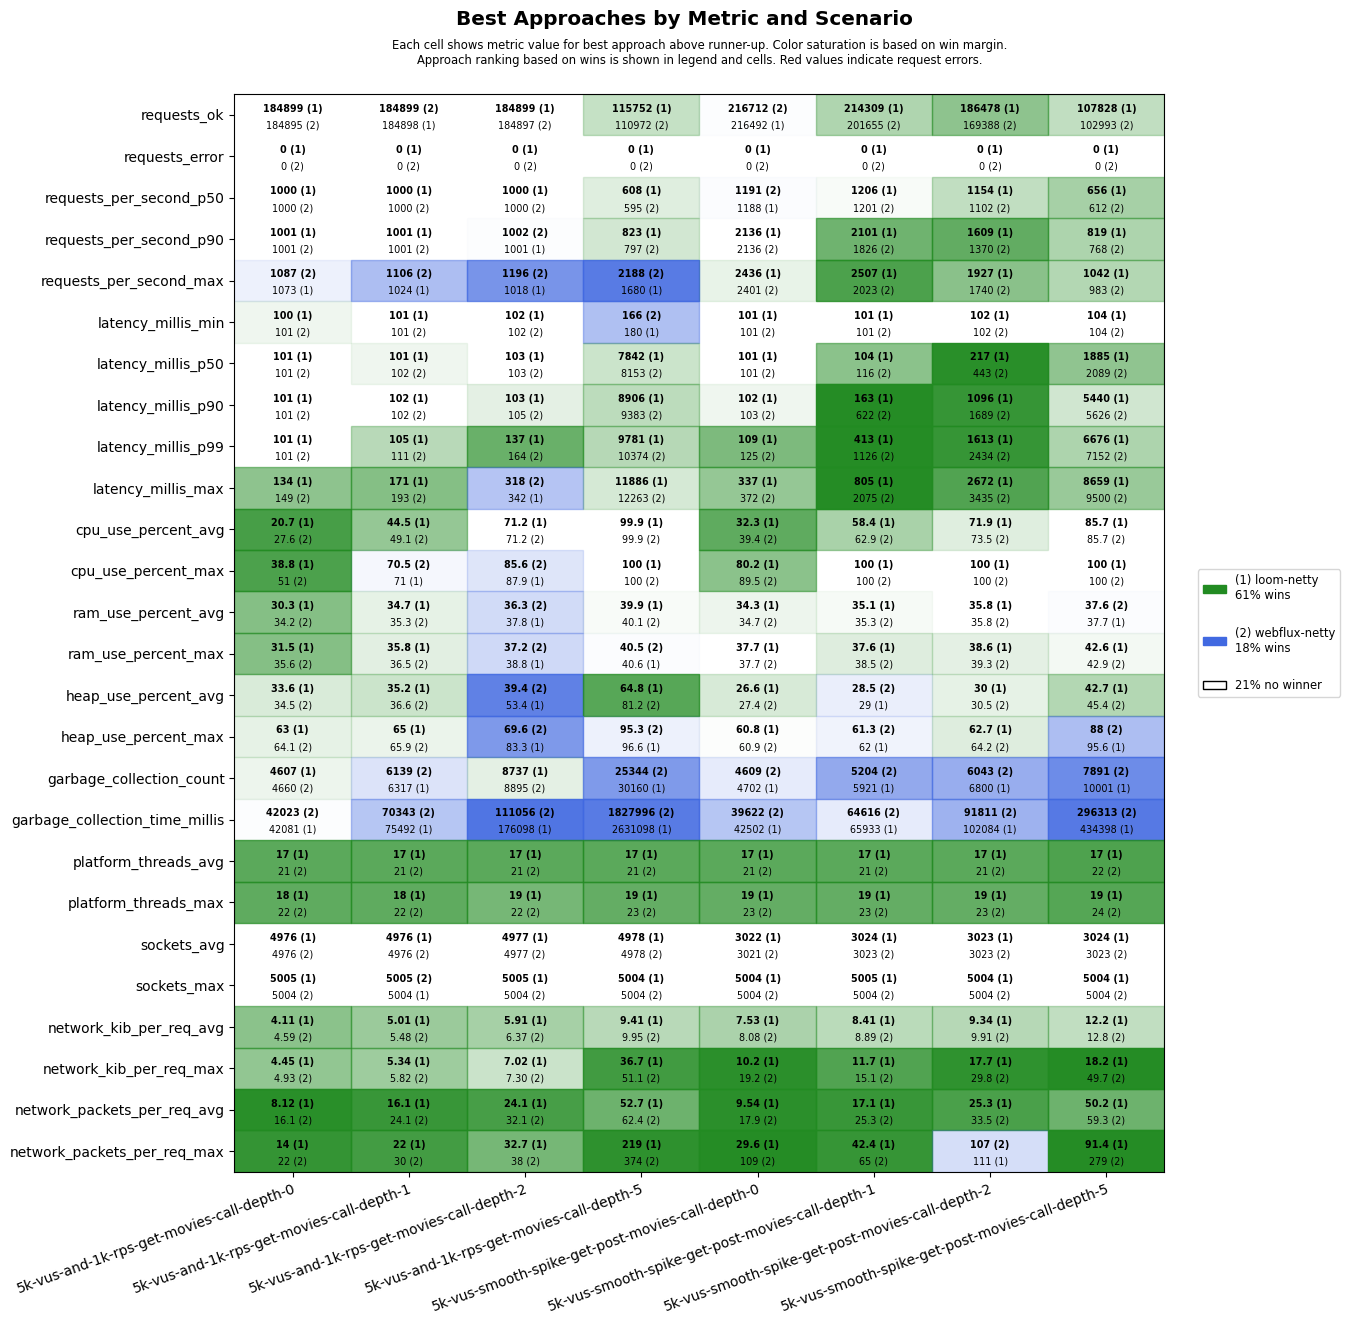 Best Approaches by Metric and Scenario
Each cell shows metric value for best approach above runner-up. Color saturation is based on win margin.
Approach ranking based on wins is shown in legend and cells. Red values indicate request errors.
requests_ok
184899 (1) 184899 (2) 184899 (1) 115752 (1) 216712 (2) 214309 (1) 186478 (1) 107828 (1)
184895 (2) 184898 (1) 184897 (2) 110972 (2) 216492 (1) 201655 (2) 169388 (2) 102993 (2)
requests_error
0 (1) 0 (1) 0 (1) 0 (1) 0 (1) 0 (1) 0 (1) 0 (1)
0 (2) 0 (2) 0 (2) 0 (2) 0 (2) 0 (2) 0 (2) 0 (2)
requests_per_second_p50
1000 (1) 1000 (1) 1000 (1) 608 (1) 1191 (2) 1206 (1) 1154 (1) 656 (1)
1000 (2) 1000 (2) 1000 (2) 595 (2) 1188 (1) 1201 (2) 1102 (2) 612 (2)
requests_per_second_p90
1001 (1) 1001 (1) 1002 (2) 823 (1) 2136 (1) 2101 (1) 1609 (1) 819 (1)
1001 (2) 1001 (2) 1001 (1) 797 (2) 2136 (2) 1826 (2) 1370 (2) 768 (2)
requests_per_second_max
1087 (2) 1106 (2) 1196 (2) 2188 (2) 2436 (1) 2507 (1) 1927 (1) 1042 (1)
1073 (1) 1024 (1) 1018 (1) 1680 (1) 2401 (2) 2023 (2) 1740 (2) 983 (2)
latency_millis_min
100 (1) 101 (1) 102 (1) 166 (2) 101 (1) 101 (1) 102 (1) 104 (1)
101 (2) 101 (2) 102 (2) 180 (1) 101 (2) 101 (2) 102 (2) 104 (2)
latency_millis_p50
101 (1) 101 (1) 103 (1) 7842 (1) 101 (1) 104 (1) 217 (1) 1885 (1)
101 (2) 102 (2) 103 (2) 8153 (2) 101 (2) 116 (2) 443 (2) 2089 (2)
latency_millis_p90
101 (1) 102 (1) 103 (1) 8906 (1) 102 (1) 163 (1) 1096 (1) 5440 (1)
101 (2) 102 (2) 105 (2) 9383 (2) 103 (2) 622 (2) 1689 (2) 5626 (2)
latency_millis_p99
101 (1) 105 (1) 137 (1) 9781 (1) 109 (1) 413 (1) 1613 (1) 6676 (1)
101 (2) 111 (2) 164 (2) 10374 (2) 125 (2) 1126 (2) 2434 (2) 7152 (2)
latency_millis_max
134 (1) 171 (1) 318 (2) 11886 (1) 337 (1) 805 (1) 2672 (1) 8659 (1)
149 (2) 193 (2) 342 (1) 12263 (2) 372 (2) 2075 (2) 3435 (2) 9500 (2)
cpu_use_percent_avg
20.7 (1) 44.5 (1) 71.2 (1) 99.9 (1) 32.3 (1) 58.4 (1) 71.9 (1) 85.7 (1)
27.6 (2) 49.1 (2) 71.2 (2) 99.9 (2) 39.4 (2) 62.9 (2) 73.5 (2) 85.7 (2)
cpu_use_percent_max
38.8 (1) 70.5 (2) 85.6 (2) 100 (1) 80.2 (1) 100 (1) 100 (1) 100 (1)
51 (2) 71 (1) 87.9 (1) 100 (2) 89.5 (2) 100 (2) 100 (2) 100 (2)
ram_use_percent_avg
30.3 (1) 34.7 (1) 36.3 (2) 39.9 (1) 34.3 (1) 35.1 (1) 35.8 (1) 37.6 (2)
34.2 (2) 35.3 (2) 37.8 (1) 40.1 (2) 34.7 (2) 35.3 (2) 35.8 (2) 37.7 (1)
ram_use_percent_max
31.5 (1) 35.8 (1) 37.2 (2) 40.5 (2) 37.7 (1) 37.6 (1) 38.6 (1) 42.6 (1)
35.6 (2) 36.5 (2) 38.8 (1) 40.6 (1) 37.7 (2) 38.5 (2) 39.3 (2) 42.9 (2)
heap_use_percent_avg
33.6 (1) 35.2 (1) 39.4 (2) 64.8 (1) 26.6 (1) 28.5 (2) 30 (1) 42.7 (1)
34.5 (2) 36.6 (2) 53.4 (1) 81.2 (2) 27.4 (2) 29 (1) 30.5 (2) 45.4 (2)
heap_use_percent_max
63 (1) 65 (1) 69.6 (2) 95.3 (2) 60.8 (1) 61.3 (2) 62.7 (1) 88 (2)
64.1 (2) 65.9 (2) 83.3 (1) 96.6 (1) 60.9 (2) 62 (1) 64.2 (2) 95.6 (1)
garbage_collection_count
4607 (1) 6139 (2) 8737 (1) 25344 (2) 4609 (2) 5204 (2) 6043 (2) 7891 (2)
4660 (2) 6317 (1) 8895 (2) 30160 (1) 4702 (1) 5921 (1) 6800 (1) 10001 (1)
garbage_collection_time_millis
42023 (2) 70343 (2) 111056 (2) 1827996 (2) 39622 (2) 64616 (2) 91811 (2) 296313 (2)
42081 (1) 75492 (1) 176098 (1) 2631098 (1) 42502 (1) 65933 (1) 102084 (1) 434398 (1)
platform_threads_avg
17 (1) 17 (1) 17 (1) 17 (1) 17 (1) 17 (1) 17 (1) 17 (1)
21 (2) 21 (2) 21 (2) 21 (2) 21 (2) 21 (2) 21 (2) 22 (2)
platform_threads_max
18 (1) 18 (1) 19 (1) 19 (1) 19 (1) 19 (1) 19 (1) 19 (1)
22 (2) 22 (2) 22 (2) 23 (2) 23 (2) 23 (2) 23 (2) 24 (2)
sockets_avg
4976 (1) 4976 (1) 4977 (1) 4978 (1) 3022 (1) 3024 (1) 3023 (1) 3024 (1)
4976 (2) 4976 (2) 4977 (2) 4978 (2) 3021 (2) 3023 (2) 3023 (2) 3023 (2)
sockets_max
5005 (1) 5005 (2) 5005 (1) 5004 (1) 5004 (1) 5005 (1) 5004 (1) 5004 (1)
5004 (2) 5004 (1) 5004 (2) 5004 (2) 5004 (2) 5004 (2) 5004 (2) 5004 (2)
network_kib_per_req_avg
4.11 (1) 5.01 (1) 5.91 (1) 9.41 (1) 7.53 (1) 8.41 (1) 9.34 (1) 12.2 (1)
4.59 (2) 5.48 (2) 6.37 (2) 9.95 (2) 8.08 (2) 8.89 (2) 9.91 (2) 12.8 (2)
network_kib_per_req_max
4.45 (1) 5.34 (1) 7.02 (1) 36.7 (1) 10.2 (1) 11.7 (1) 17.7 (1) 18.2 (1)
4.93 (2) 5.82 (2) 7.30 (2) 51.1 (2) 19.2 (2) 15.1 (2) 29.8 (2) 49.7 (2)
network_packets_per_req_avg
8.12 (1) 16.1 (1) 24.1 (1) 52.7 (1) 9.54 (1) 17.1 (1) 25.3 (1) 50.2 (1)
16.1 (2) 24.1 (2) 32.1 (2) 62.4 (2) 17.9 (2) 25.3 (2) 33.5 (2) 59.3 (2)
network_packets_per_req_max
14 (1) 22 (1) 32.7 (1) 219 (1) 29.6 (1) 42.4 (1) 107 (2) 91.4 (1)
22 (2) 30 (2) 38 (2) 374 (2) 109 (2) 65 (2) 111 (1) 279 (2)
5k-vus-and-1k-rps-get-movies-call-depth-0
5k-vus-and-1k-rps-get-movies-call-depth-1
5k-vus-and-1k-rps-get-movies-call-depth-2
5k-vus-and-1k-rps-get-movies-call-depth-5
5k-vus-smooth-spike-get-post-movies-call-depth-0
5k-vus-smooth-spike-get-post-movies-call-depth-1
5k-vus-smooth-spike-get-post-movies-call-depth-2
5k-vus-smooth-spike-get-post-movies-call-depth-5
(1) loom-netty
61% wins
(2) webflux-netty
18% wins
21% no winner